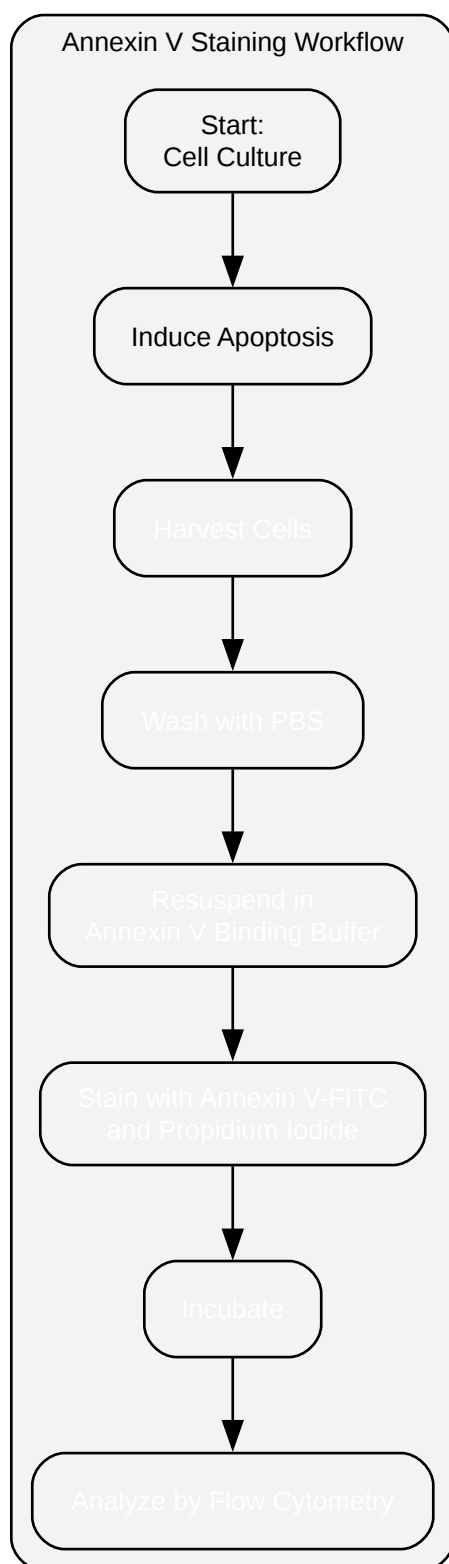 Annexin V Staining Workflow
Start:
Cell Culture
Induce Apoptosis
Harvest Cells
Wash with PBS
Resuspend in
Annexin V Binding Buffer
Stain with Annexin V-FITC
and Propidium Iodide
Incubate
Analyze by Flow Cytometry